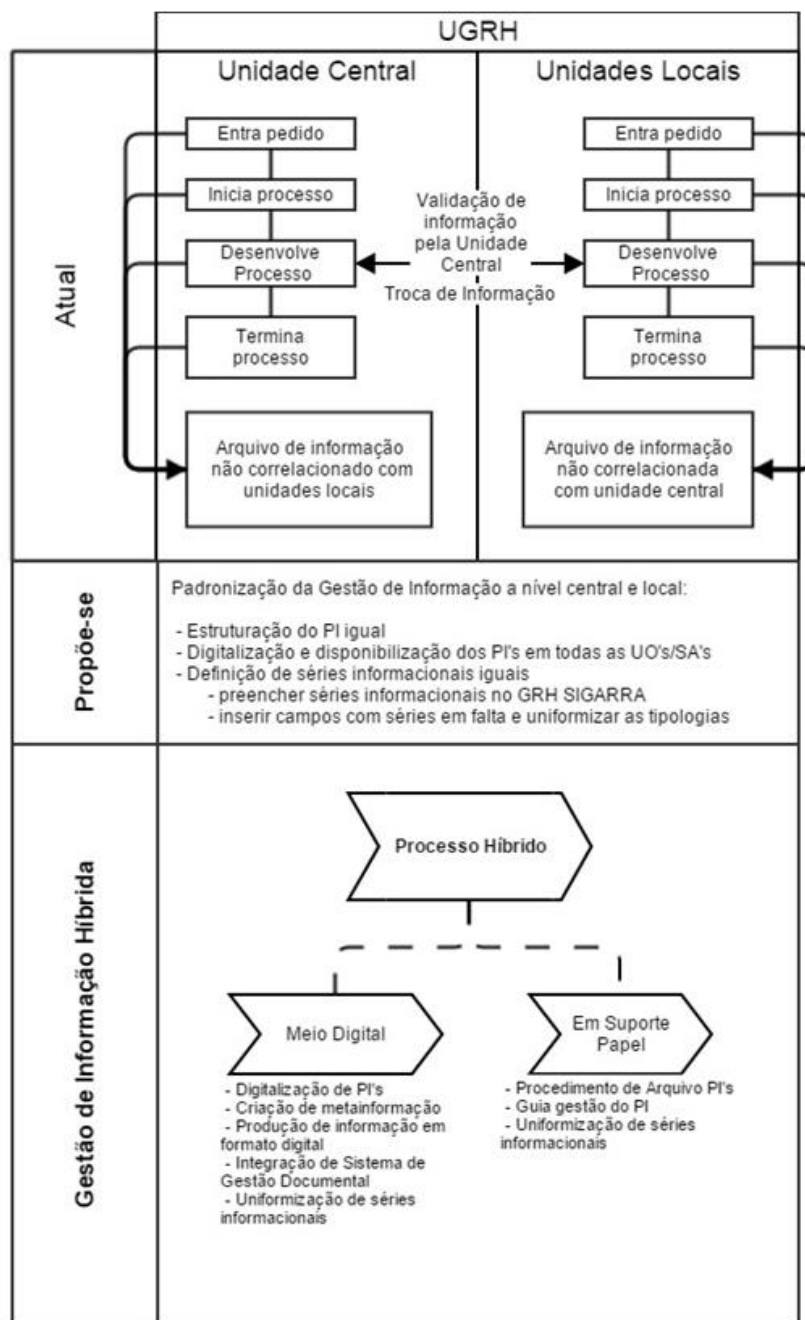 UGRH
Unidade Central
Unidades Locais
Atual
Entra pedido
Inicia processo
Desenvolve
Processo
Termina
processo
Arquivo de informação
não correlacionado com
unidades locais
Validação de
informação
pela Unidade
Central
Troca de Informação
Entra pedido
Inicia processo
Desenvolve
Processo
Termina
processo
Arquivo de informação
não correlacionada
com unidade central
Propõe-se
Padronização da Gestão de Informação a nível central e local:
- Estruturação do PI igual
- Digitalização e disponibilização dos PI's em todas as UO's/SA's
- Definição de séries informacionais iguais
- preencher séries informacionais no GRH SIGARRA
- inserir campos com séries em falta e uniformizar as tipologias
Gestão de Informação Híbrida
Processo Híbrido
Meio Digital
- Digitalização de PI's
- Criação de metainformação
- Produção de informação em
formato digital
- Integração de Sistema de
Gestão Documental
- Uniformização de séries
informacionais
Em Suporte
Papel
- Procedimento de Arquivo PI's
- Guia gestão do PI
- Uniformização de séries
informacionais